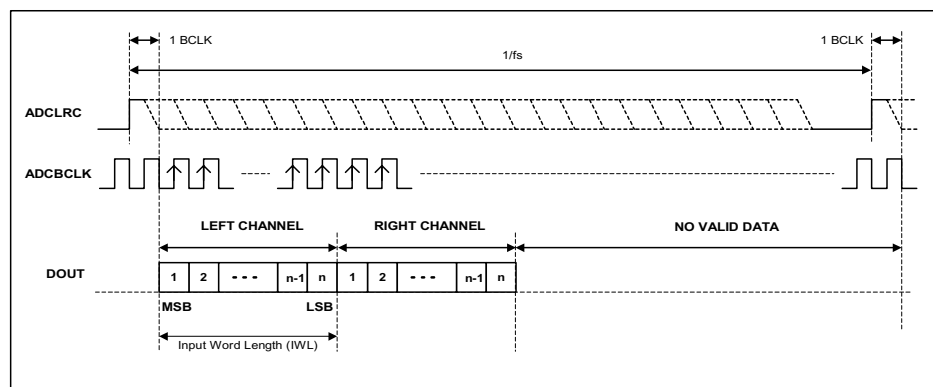 1 BCLK 1 BCLK
1/fs
ADCLRC
ADCBCLK
LEFT CHANNEL RIGHT CHANNEL NO VALID DATA
DOUT 1 2 - - - n-1 n 1 2 - - - n-1 n
MSB LSB
Input Word Length (IWL)